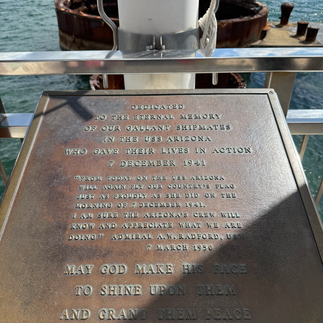 DEDICATED
TO THE ETERNAL MEMORY
OF OUR GALLANT SHIPMATES
IN THE USS ARIZONA
WHO GAVE THEIR LIVES IN ACTION
7 DECEMBER 1941
"FROM TODAY ON THE USS ARIZONA
WILL AGAIN FLY OUR COUNTRY'S FLAG
JUST AS PROUDLY AS SHE DID ON THE
MORNING OF 7 DECEMBER 1941.
I AM SURE THE ARIZONA'S CREW WILL
KNOW AND APPRECIATE WHAT WE ARE
DOING" ADMIRAL A.W. RADFORD, USN
7 MARCH 1950
MAY GOD MAKE HIS FACE
TO SHINE UPON THEM
AND GRANT THEM PEACE